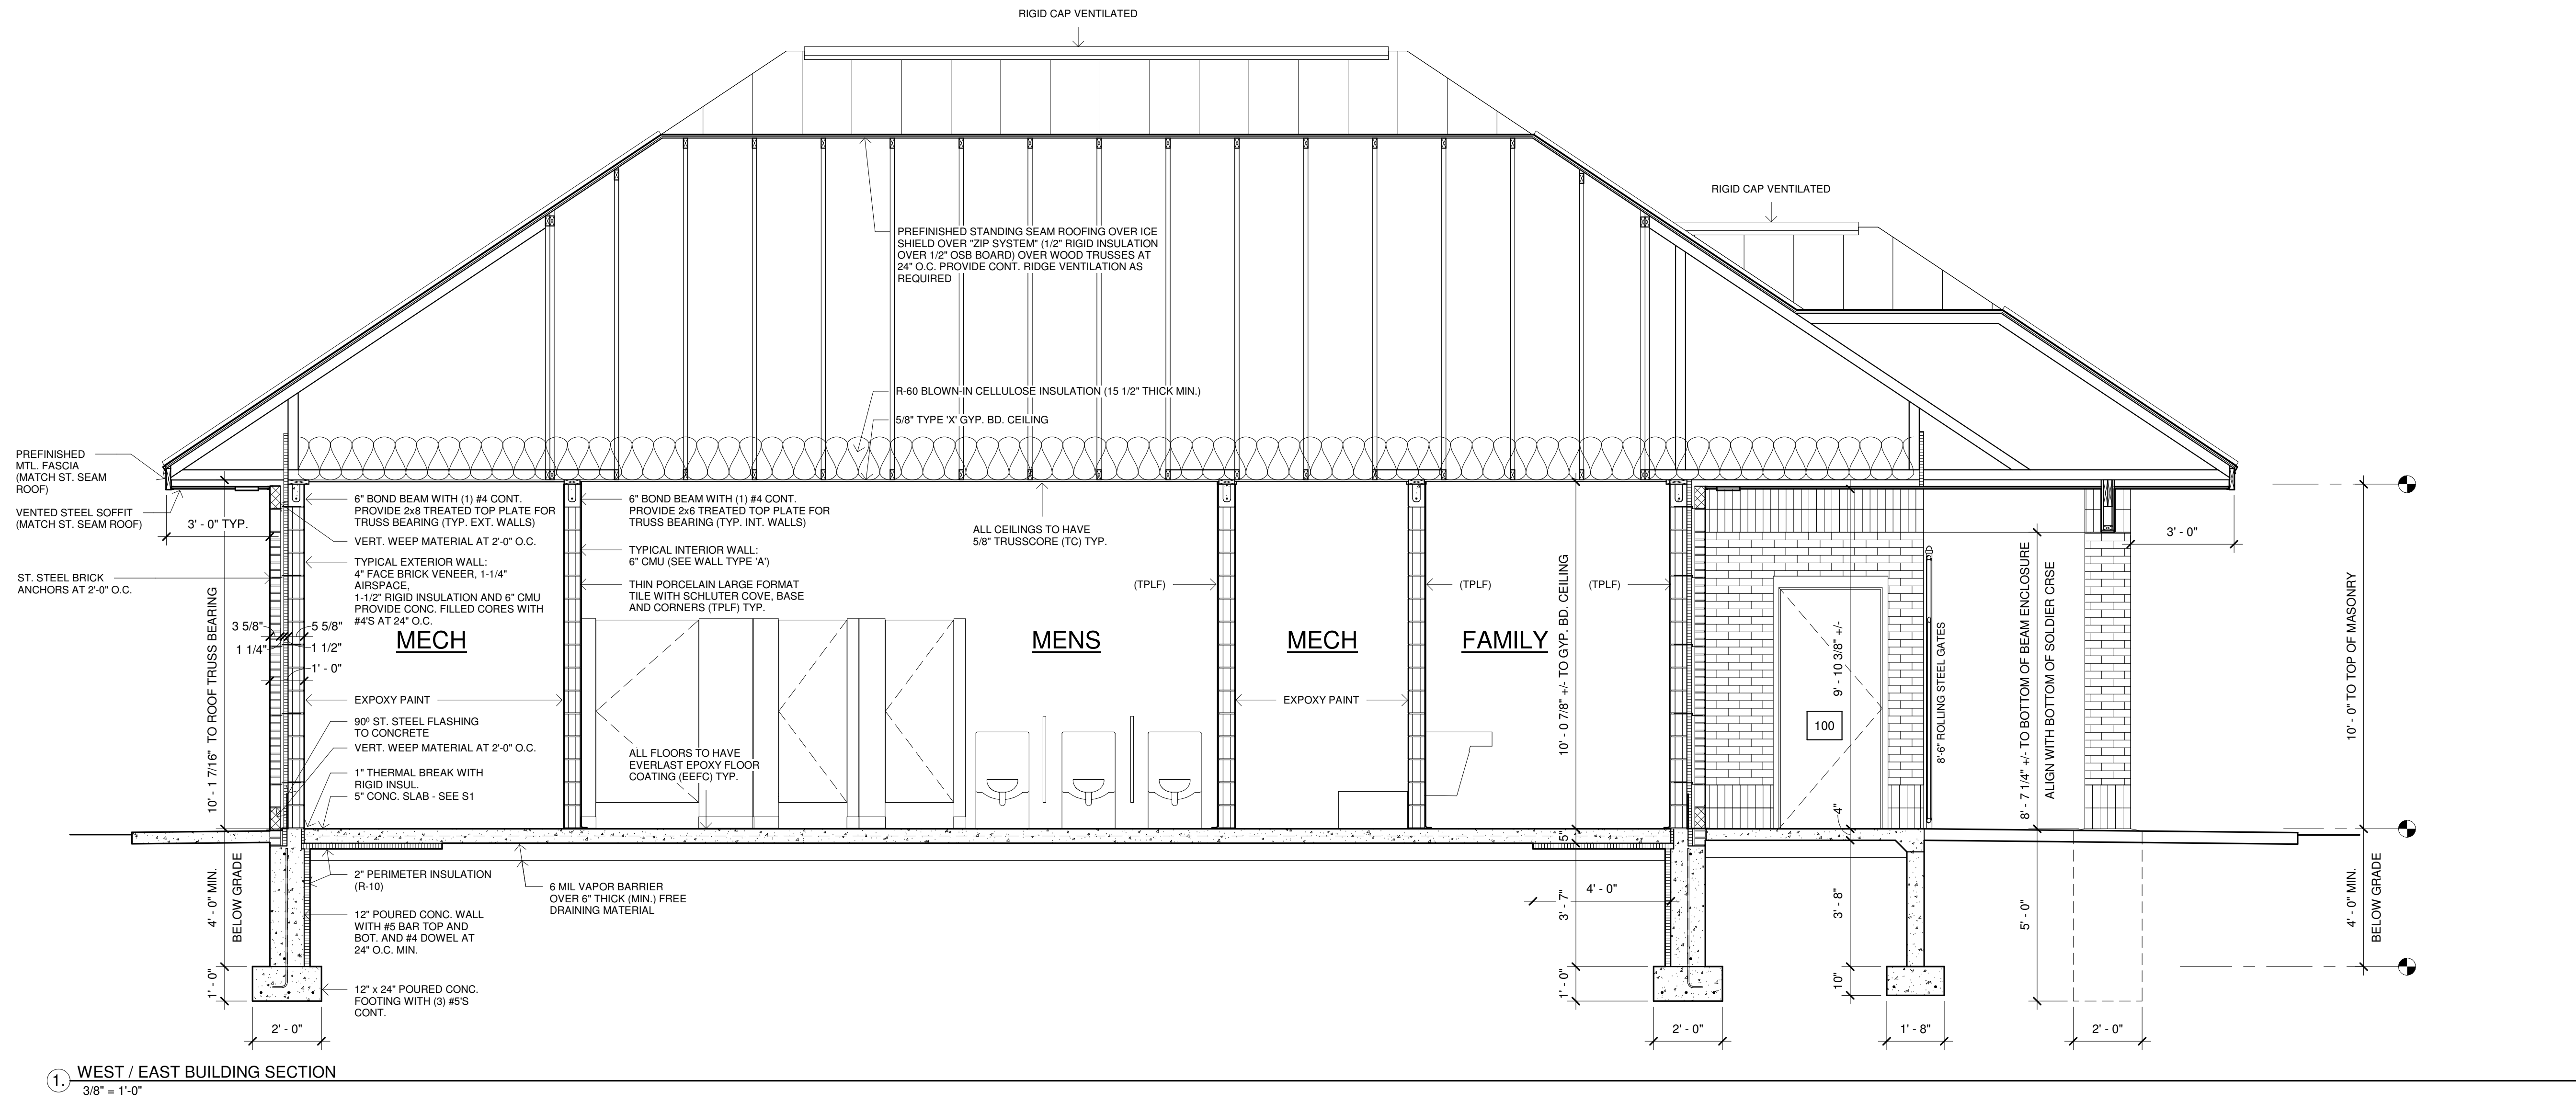 RIGID CAP VENTILATED
RIGID CAP VENTILATED
PREFINISHED STANDING SEAM ROOFING OVER ICE
SHIELD OVER "ZIP SYSTEM" (1/2" RIGID INSULATION
OVER 1/2" OSB BOARD) OVER WOOD TRUSSES AT
24" O.C. PROVIDE CONT. RIDGE VENTILATION AS
REQUIRED
R-60 BLOWN-IN CELLULOSE INSULATION (15 1/2" THICK MIN.)
5/8" TYPE 'X' GYP. BD. CEILING
PREFINISHED
MTL. FASCIA
(MATCH ST. SEAM
ROOF)
VENTED STEEL SOFFIT
(MATCH ST. SEAM ROOF)
3' - 0" TYP.
ST. STEEL BRICK
ANCHORS AT 2'-0" O.C.
6" BOND BEAM WITH (1) #4 CONT.
PROVIDE 2x8 TREATED TOP PLATE FOR
TRUSS BEARING (TYP. EXT. WALLS)
VERT. WEEP MATERIAL AT 2'-0" O.C.
TYPICAL EXTERIOR WALL:
4" FACE BRICK VENEER, 1-1/4"
AIRSPACE,
1-1/2" RIGID INSULATION AND 6" CMU
PROVIDE CONC. FILLED CORES WITH
#4'S AT 24" O.C.
6" BOND BEAM WITH (1) #4 CONT.
PROVIDE 2x6 TREATED TOP PLATE FOR
TRUSS BEARING (TYP. INT. WALLS)
TYPICAL INTERIOR WALL:
6" CMU (SEE WALL TYPE 'A')
THIN PORCELAIN LARGE FORMAT
TILE WITH SCHLUTER COVE, BASE
AND CORNERS (TPLF) TYP.
ALL CEILINGS TO HAVE
5/8" TRUSSCORE (TC) TYP.
(TPLF)
(TPLF)
(TPLF)
3' - 0"
3 5/8"
5 5/8"
1 1/4"
1 1/2"
1' - 0"
MECH
MENS
MECH
FAMILY
10' - 1 7/16" TO ROOF TRUSS BEARING
10' - 0 7/8" +/- TO GYP. BD. CEILING
9' - 10 3/8" +/-
100
8'-6" ROLLING STEEL GATES
8' - 7 1/4" +/- TO BOTTOM OF BEAM ENCLOSURE
ALIGN WITH BOTTOM OF SOLDIER CRSE
10' - 0" TO TOP OF MASONRY
EXPOXY PAINT
EXPOXY PAINT
90⁰ ST. STEEL FLASHING
TO CONCRETE
VERT. WEEP MATERIAL AT 2'-0" O.C.
1" THERMAL BREAK WITH
RIGID INSUL.
5" CONC. SLAB - SEE S1
ALL FLOORS TO HAVE
EVERLAST EPOXY FLOOR
COATING (EEFC) TYP.
4"
5"
4' - 0" MIN.
BELOW GRADE
2" PERIMETER INSULATION
(R-10)
6 MIL VAPOR BARRIER
OVER 6" THICK (MIN.) FREE
DRAINING MATERIAL
12" POURED CONC. WALL
WITH #5 BAR TOP AND
BOT. AND #4 DOWEL AT
24" O.C. MIN.
12" x 24" POURED CONC.
FOOTING WITH (3) #5'S
CONT.
4' - 0"
3' - 7"
3' - 8"
5' - 0"
4' - 0" MIN.
BELOW GRADE
1' - 0"
1' - 0"
10"
2' - 0"
2' - 0"
1' - 8"
2' - 0"
1.
WEST / EAST BUILDING SECTION
3/8" = 1'-0"